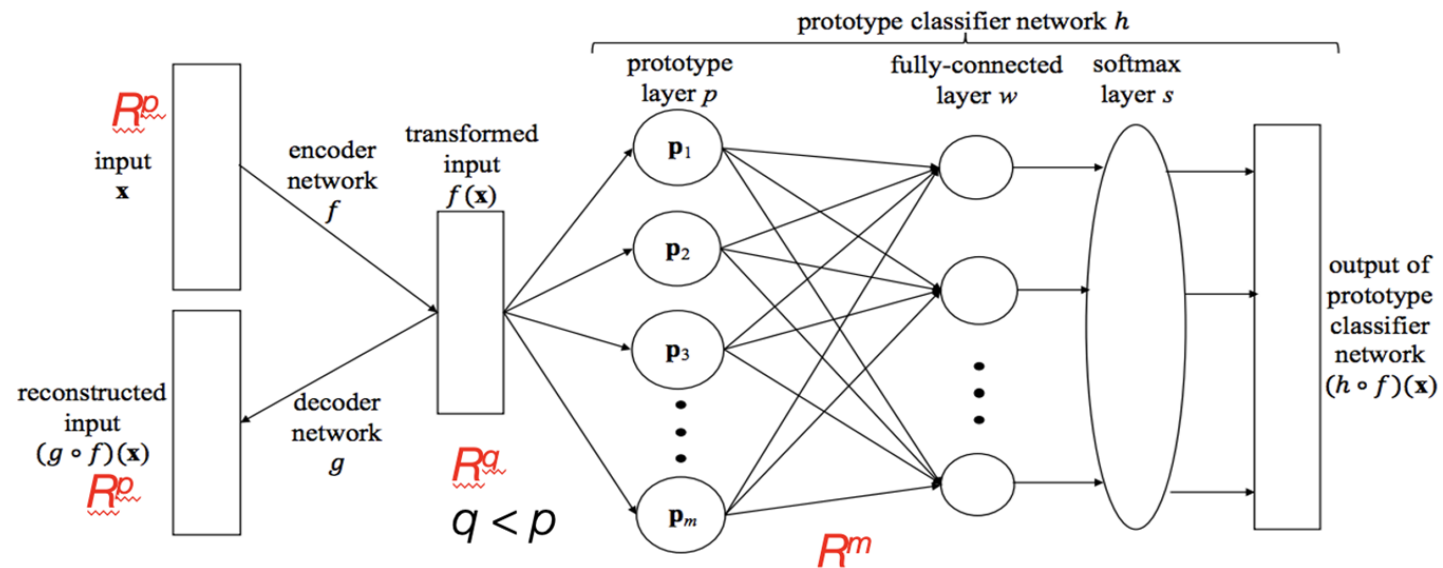 prototype classifier network h
prototype
layer p
fully-connected
layer w
softmax
layer s
R^p
input
x
encoder
network
f
transformed
input
f(x)
p₁
p₂
p₃
pₘ
output of
prototype
classifier
network
(h ∘ f)(x)
reconstructed
input
(g ∘ f)(x)
R^p
decoder
network
g
R^q
q < p
R^m